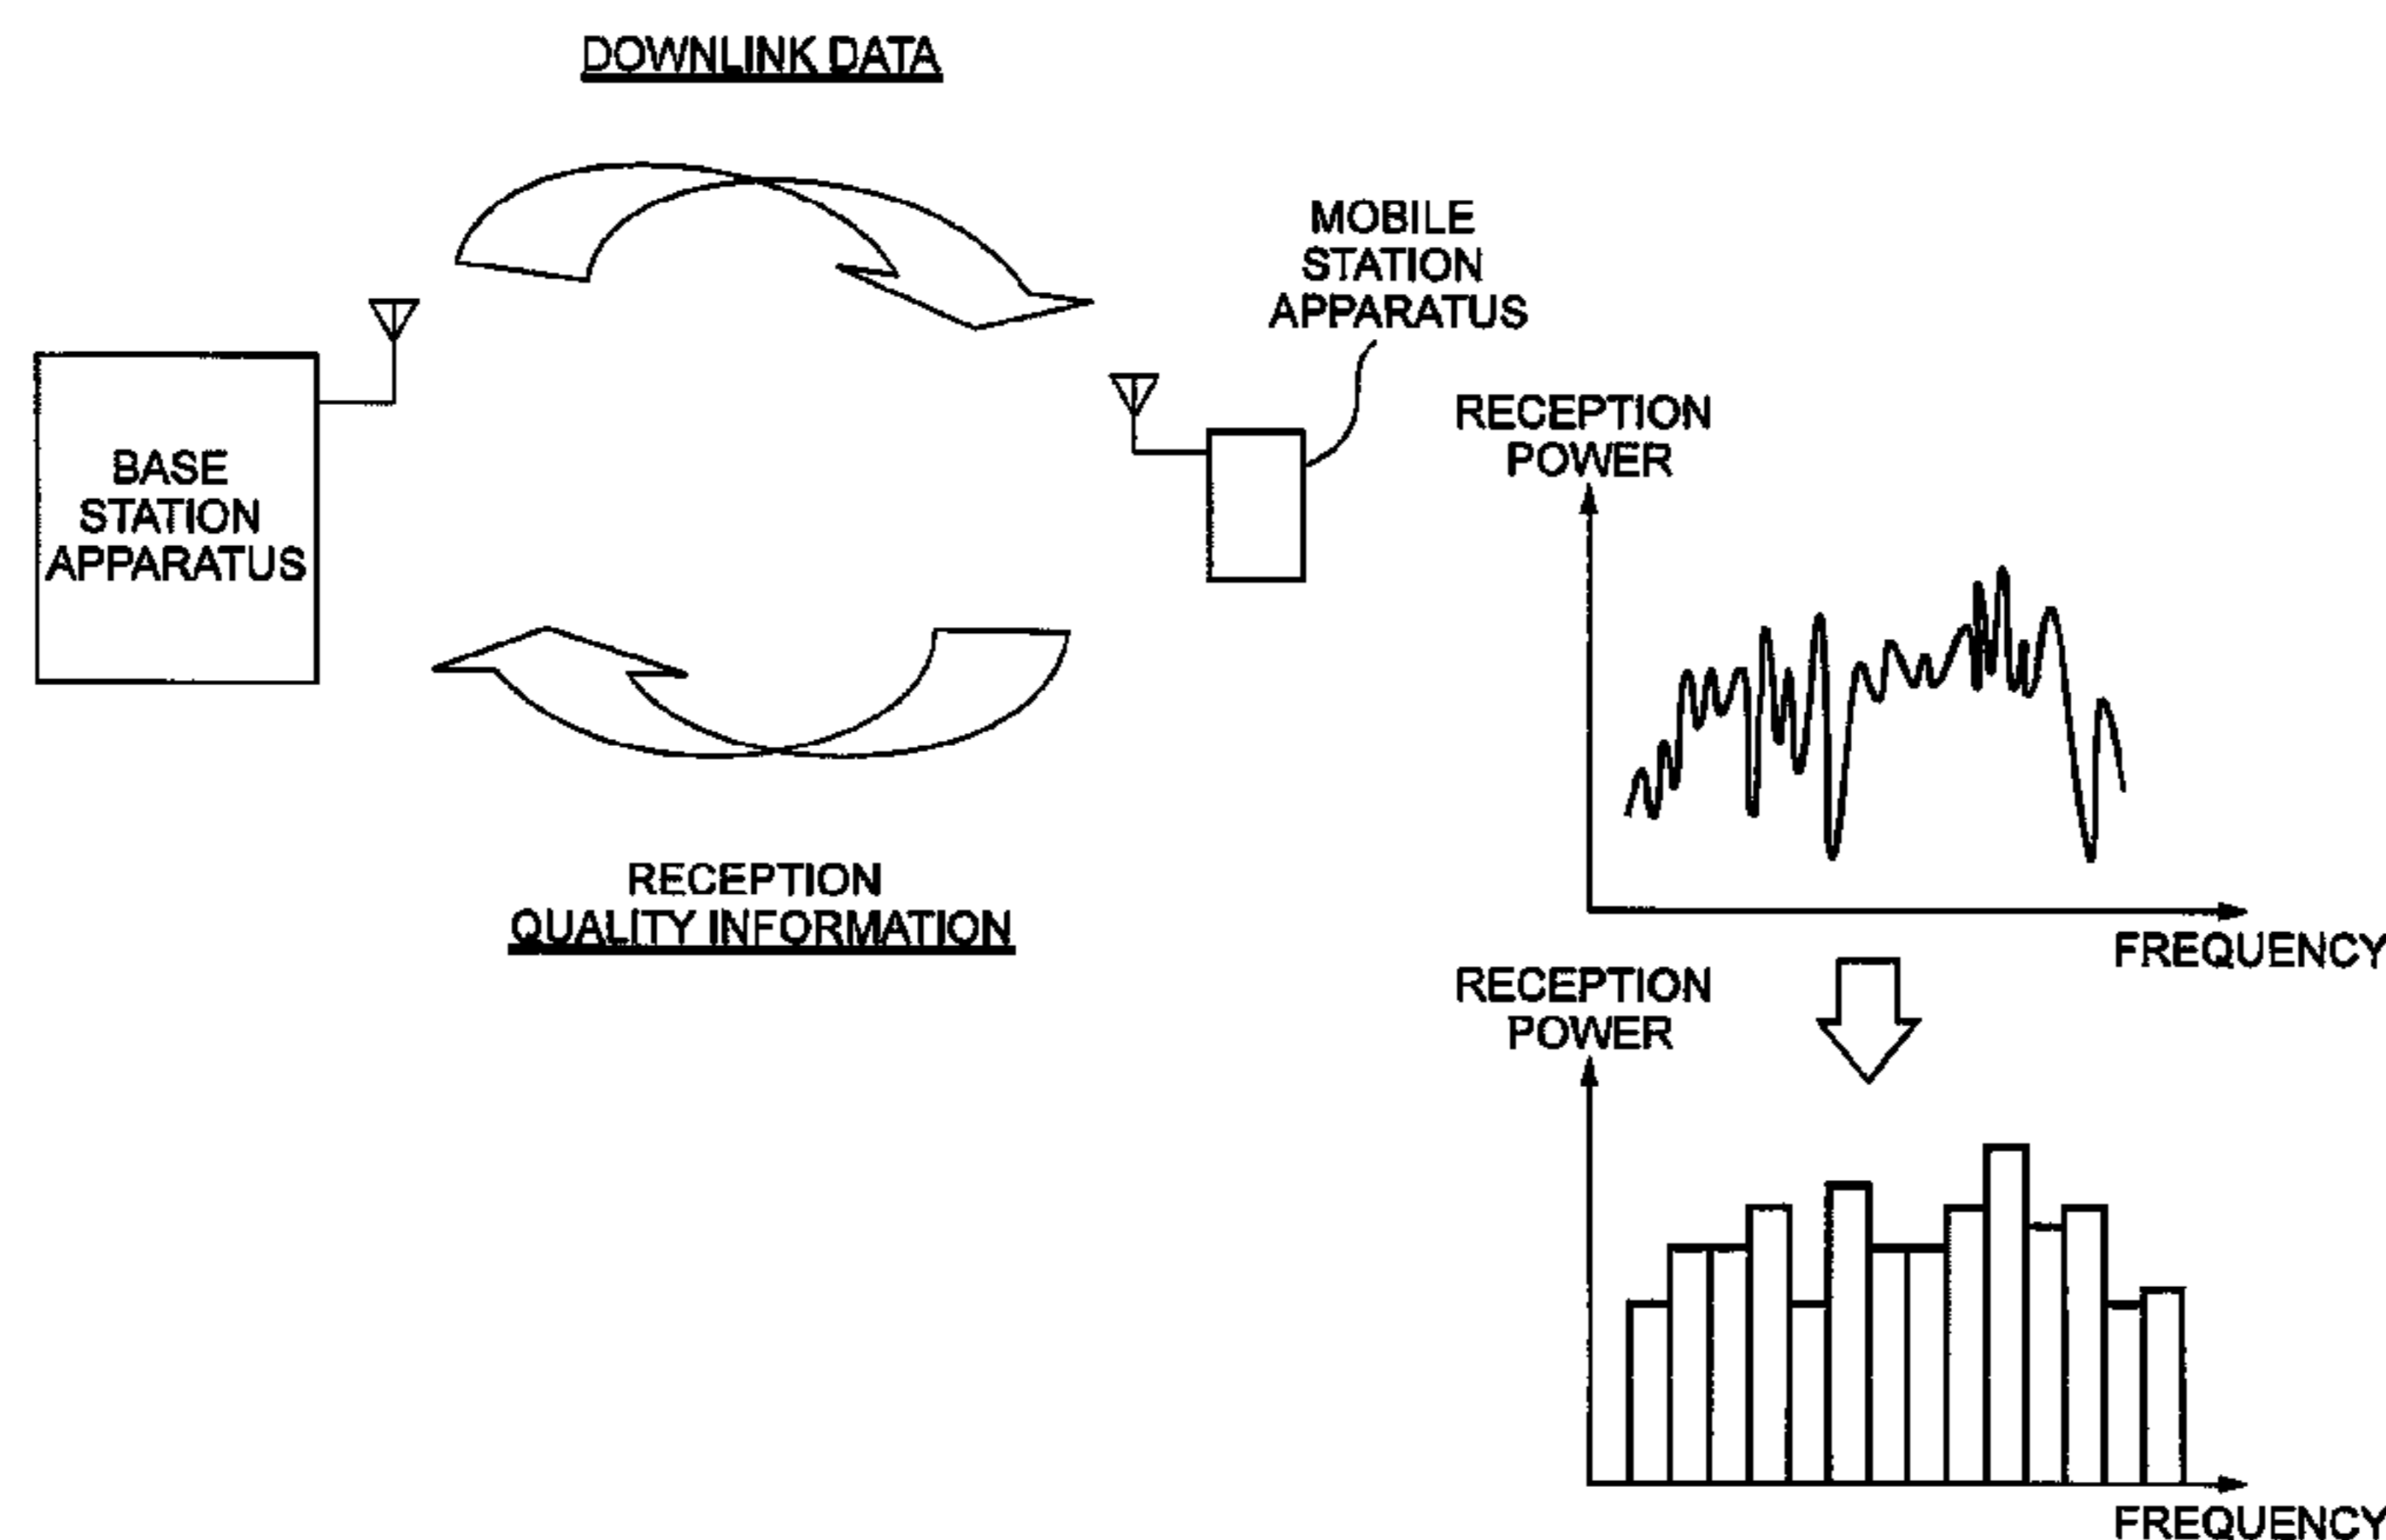 DOWNLINK DATA
MOBILE
STATION
APPARATUS
BASE
STATION
APPARATUS
RECEPTION
QUALITY INFORMATION
RECEPTION
POWER
FREQUENCY
RECEPTION
POWER
FREQUENCY